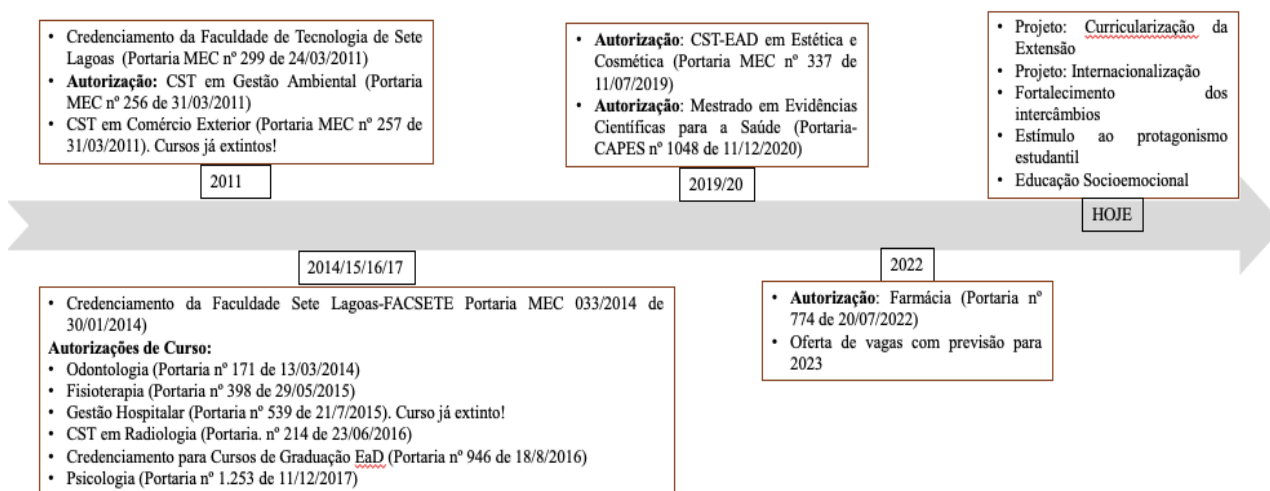 • Credenciamento da Faculdade de Tecnologia de Sete
Lagoas (Portaria MEC nº 299 de 24/03/2011)
• Autorização: CST em Gestão Ambiental (Portaria
MEC nº 256 de 31/03/2011)
• CST em Comércio Exterior (Portaria MEC nº 257 de
31/03/2011). Cursos já extintos!
2011
2014/15/16/17
• Credenciamento da Faculdade Sete Lagoas-FACSETE Portaria MEC 033/2014 de
30/01/2014)
Autorizações de Curso:
• Odontologia (Portaria nº 171 de 13/03/2014)
• Fisioterapia (Portaria nº 398 de 29/05/2015)
• Gestão Hospitalar (Portaria nº 539 de 21/7/2015). Curso já extinto!
• CST em Radiologia (Portaria. nº 214 de 23/06/2016)
• Credenciamento para Cursos de Graduação EaD (Portaria nº 946 de 18/8/2016)
• Psicologia (Portaria nº 1.253 de 11/12/2017)
• Autorização: CST-EAD em Estética e
Cosmética (Portaria MEC nº 337 de
11/07/2019)
• Autorização: Mestrado em Evidências
Científicas para a Saúde (Portaria-
CAPES nº 1048 de 11/12/2020)
2019/20
2022
• Autorização: Farmácia (Portaria nº
774 de 20/07/2022)
• Oferta de vagas com previsão para
2023
• Projeto: Curricularização da
Extensão
• Projeto: Internacionalização
• Fortalecimento dos
intercâmbios
• Estímulo ao protagonismo
estudantil
• Educação Socioemocional
HOJE